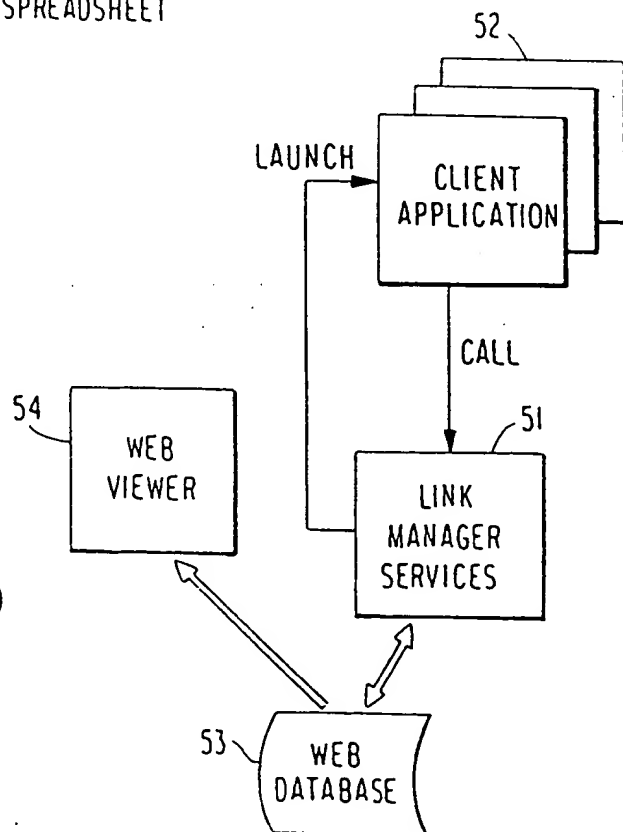 SPREADSHEET
52
LAUNCH
CLIENT
APPLICATION
CALL
54
WEB
VIEWER
51
LINK
MANAGER
SERVICES
53
WEB
DATABASE